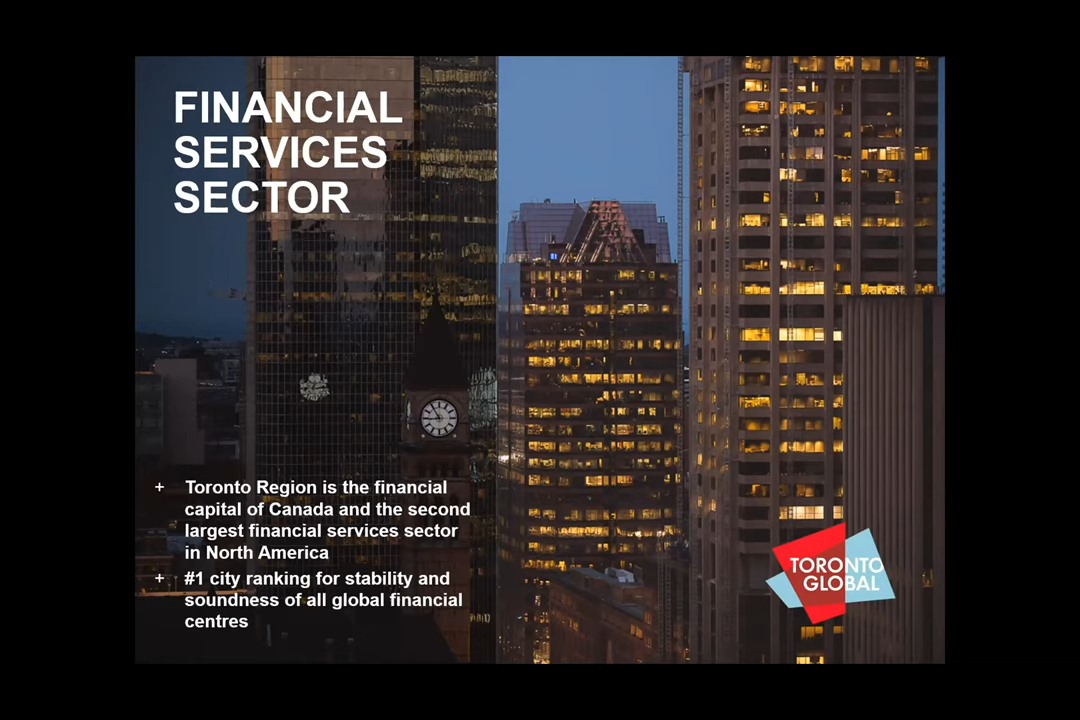 FINANCIAL
SERVICES
SECTOR
+ Toronto Region is the financial
capital of Canada and the second
largest financial services sector
in North America
+ #1 city ranking for stability and
soundness of all global financial
centres
TORONTO
GLOBAL